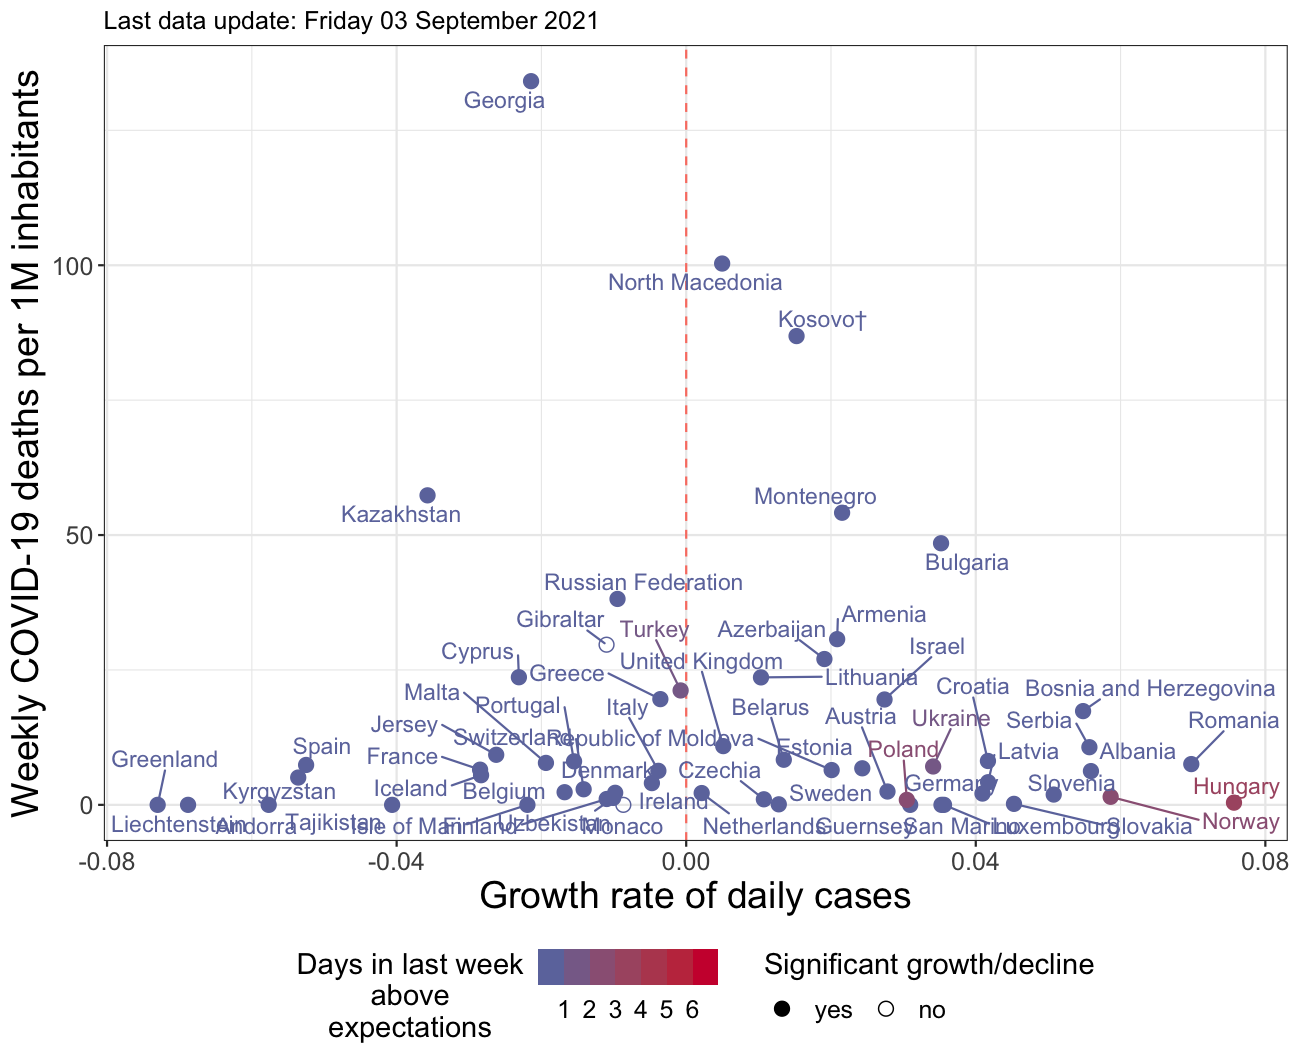 Last data update: Friday 03 September 2021
Weekly COVID-19 deaths per 1M inhabitants
Georgia
100
North Macedonia
Kosovo†
Montenegro
Kazakhstan
50
Bulgaria
Russian Federation
Gibraltar
Turkey
Azerbaijan
Armenia
Cyprus
Greece
United Kingdom
Lithuania
Israel
Malta
Portugal
Italy
Belarus
Austria
Croatia
Bosnia and Herzegovina
Jersey
Switzerland
Republic of Moldova
Ukraine
Serbia
Romania
Greenland
Spain
France
Estonia
Poland
Latvia
Albania
Iceland
Denmark
Czechia
Kyrgyzstan
Belgium
Ireland
Sweden
Germany
Slovenia
Hungary
0
Liechtenstein
Andorra
Tajikistan
Isle of Man
Finland
Uzbekistan
Monaco
Netherlands
Guernsey
San Marino
Luxembourg
Slovakia
Norway
-0.08 -0.04 0.00 0.04 0.08
Growth rate of daily cases
Days in last week
above
expectations
1 2 3 4 5 6
Significant growth/decline
yes no